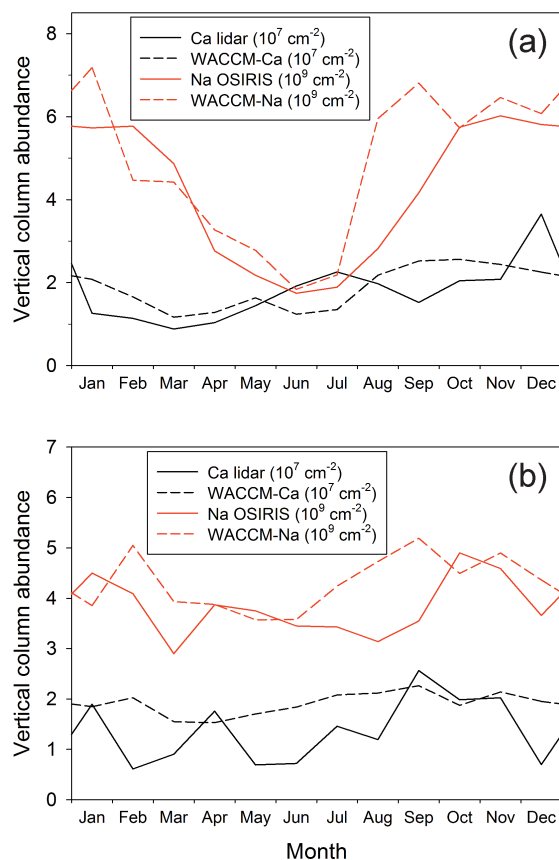 (a)
Ca lidar (10⁷ cm⁻²)
WACCM-Ca (10⁷ cm⁻²)
Na OSIRIS (10⁹ cm⁻²)
WACCM-Na (10⁹ cm⁻²)
Vertical column abundance
8
6
4
2
0
Jan Feb Mar Apr May Jun Jul Aug Sep Oct Nov Dec
(b)
Ca lidar (10⁷ cm⁻²)
WACCM-Ca (10⁷ cm⁻²)
Na OSIRIS (10⁹ cm⁻²)
WACCM-Na (10⁹ cm⁻²)
Vertical column abundance
7
6
5
4
3
2
1
0
Jan Feb Mar Apr May Jun Jul Aug Sep Oct Nov Dec
Month